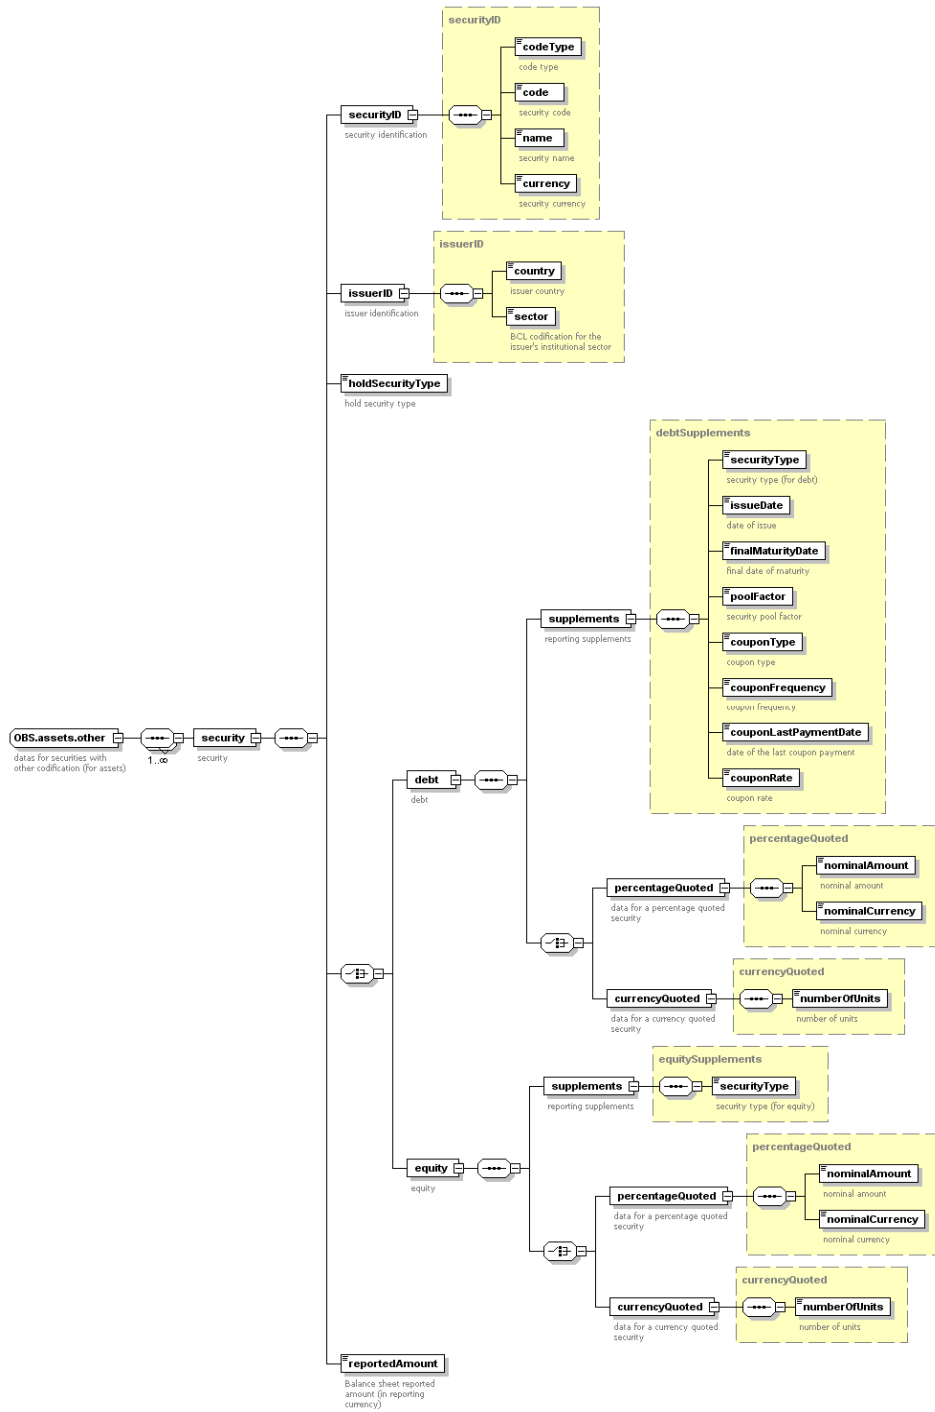 securityID
codeType
code type
code
security code
securityID
security identification
name
security name
currency
security currency
issuerID
country
issuer country
issuerID
issuer identification
sector
BCL codification for the
issuer's institutional sector
holdSecurityType
hold security type
debtSupplements
securityType
security type (for debt)
issueDate
date of issue
finalMaturityDate
final date of maturity
poolFactor
security pool factor
supplements
reporting supplements
couponType
coupon type
couponFrequency
coupon frequency
couponLastPaymentDate
date of the last coupon payment
couponRate
coupon rate
OBS.assets.other
datas for securities with
other codification (for assets)
1..∞
security
security
debt
debt
percentageQuoted
nominalAmount
nominal amount
percentageQuoted
data for a percentage quoted
security
nominalCurrency
nominal currency
currencyQuoted
currencyQuoted
data for a currency quoted
security
numberOfUnits
number of units
equitySupplements
supplements
reporting supplements
securityType
security type (for equity)
equity
equity
percentageQuoted
nominalAmount
nominal amount
percentageQuoted
data for a percentage quoted
security
nominalCurrency
nominal currency
currencyQuoted
currencyQuoted
data for a currency quoted
security
numberOfUnits
number of units
reportedAmount
Balance sheet reported
amount (in reporting
currency)